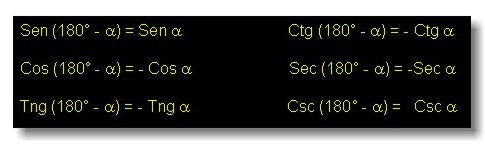 Sen (180° - α) = Sen α Ctg (180° - α) = - Ctg α
Cos (180° - α) = - Cos α Sec (180° - α) = -Sec α
Tng (180° - α) = - Tng α Csc (180° - α) = Csc α